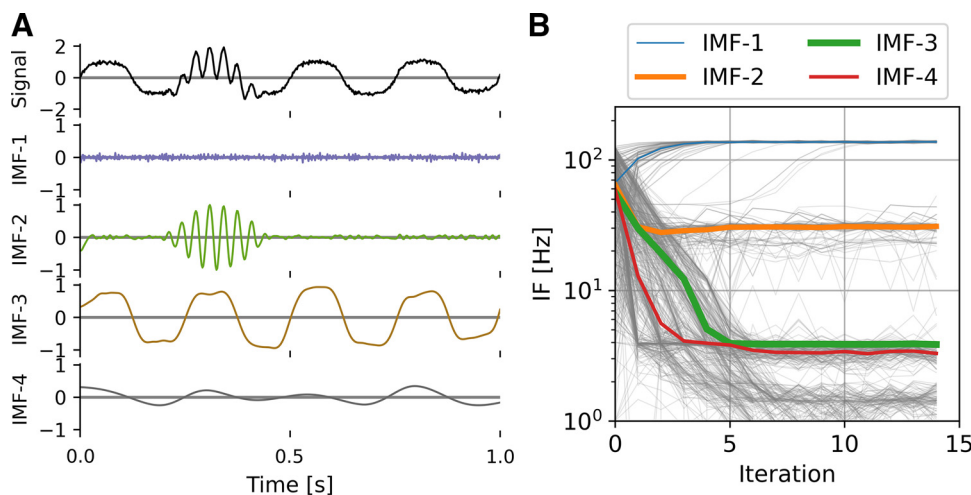 A
Signal
2
0
−2
IMF-1
1
0
−1
IMF-2
1
0
−1
IMF-3
1
0
−1
IMF-4
1
0
−1
0.0
0.5
1.0
Time [s]
B
IMF-1
IMF-3
IMF-2
IMF-4
IF [Hz]
10²
10¹
10⁰
0
5
10
15
Iteration